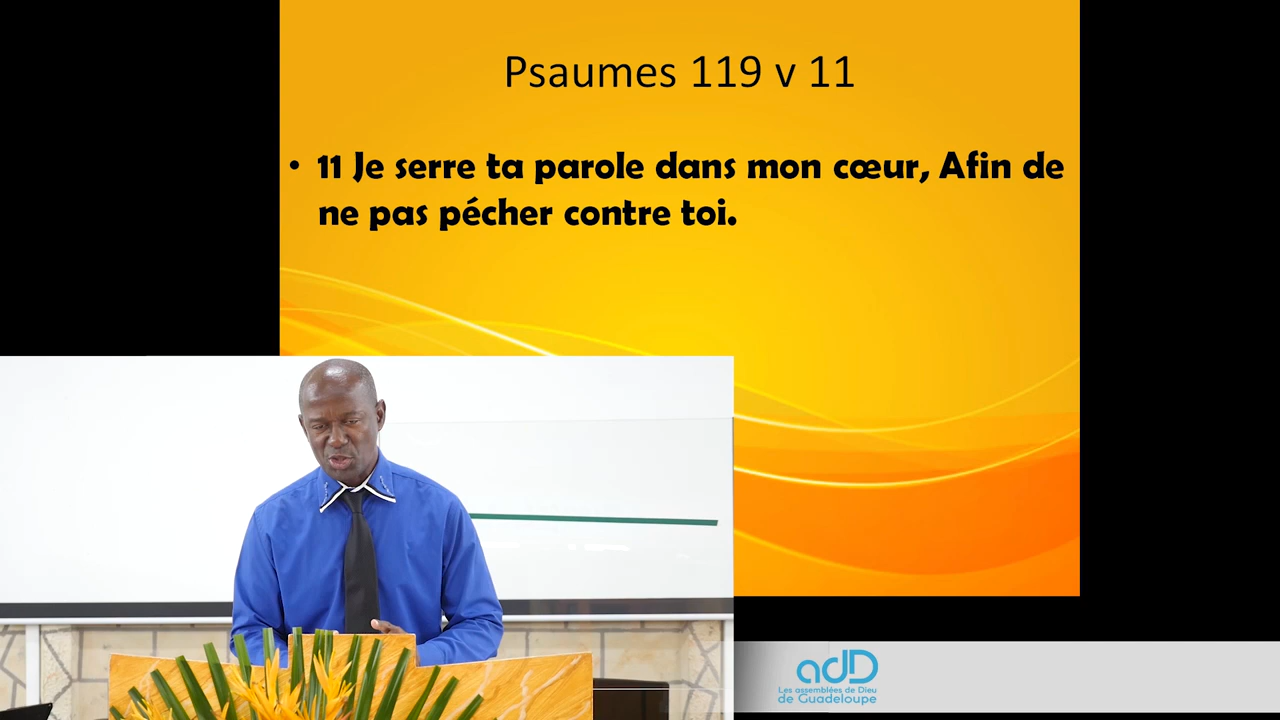 Psaumes 119 v 11
• 11 Je serre ta parole dans mon cœur, Afin de
ne pas pécher contre toi.
adD
Les assemblées de Dieu
de Guadeloupe